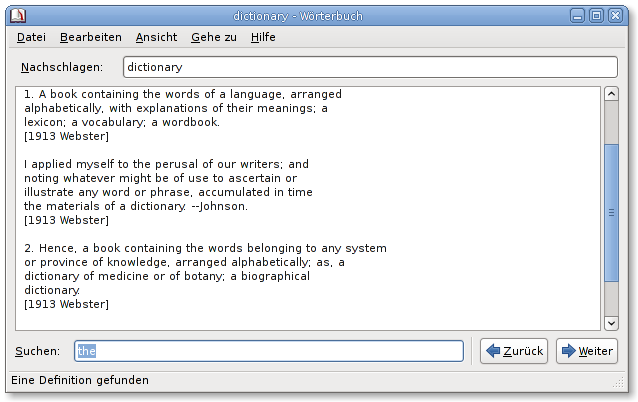 dictionary - Wörterbuch
Datei Bearbeiten Ansicht Gehe zu Hilfe
Nachschlagen: dictionary
1. A book containing the words of a language, arranged
alphabetically, with explanations of their meanings; a
lexicon; a vocabulary; a wordbook.
[1913 Webster]
I applied myself to the perusal of our writers; and
noting whatever might be of use to ascertain or
illustrate any word or phrase, accumulated in time
the materials of a dictionary. --Johnson.
[1913 Webster]
2. Hence, a book containing the words belonging to any system
or province of knowledge, arranged alphabetically; as, a
dictionary of medicine or of botany; a biographical
dictionary.
[1913 Webster]
Suchen: the Zurück Weiter
Eine Definition gefunden